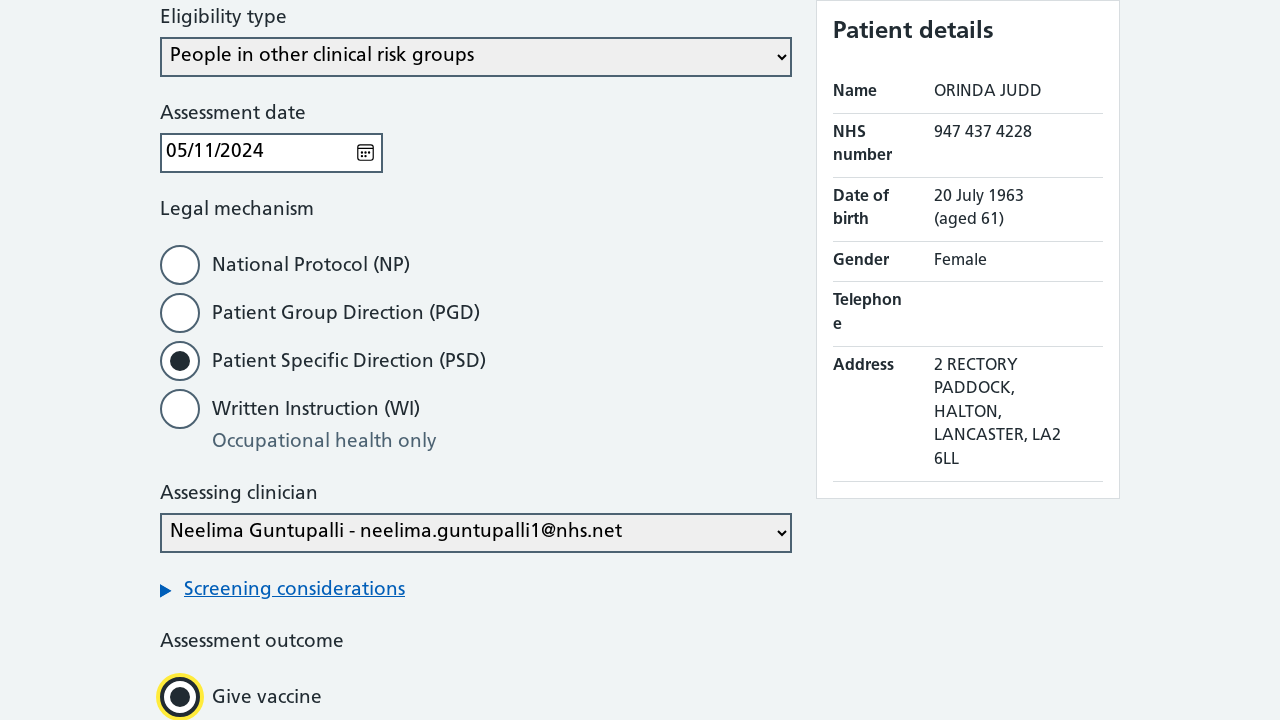 Eligibility type
People in other clinical risk groups
Assessment date
05/11/2024
Legal mechanism
National Protocol (NP)
Patient Group Direction (PGD)
Patient Specific Direction (PSD)
Written Instruction (WI)
Occupational health only
Assessing clinician
Neelima Guntupalli - neelima.guntupalli1@nhs.net
Screening considerations
Assessment outcome
Give vaccine
Patient details
Name ORINDA JUDD
NHS 947 437 4228
number
Date of 20 July 1963
birth (aged 61)
Gender Female
Telephon
e
Address 2 RECTORY
PADDOCK,
HALTON,
LANCASTER, LA2
6LL